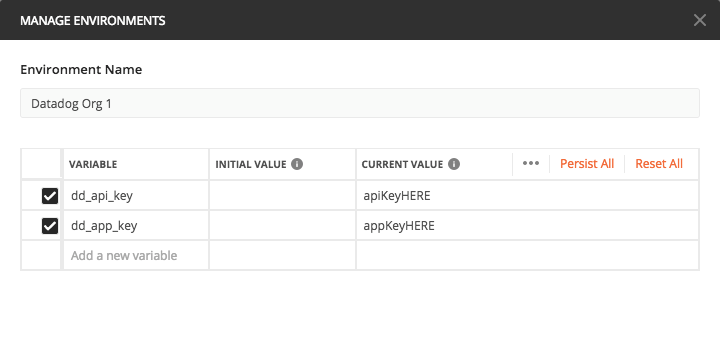 MANAGE ENVIRONMENTS
Environment Name
Datadog Org 1
VARIABLE INITIAL VALUE CURRENT VALUE Persist All Reset All
dd_api_key apiKeyHERE
dd_app_key appKeyHERE
Add a new variable